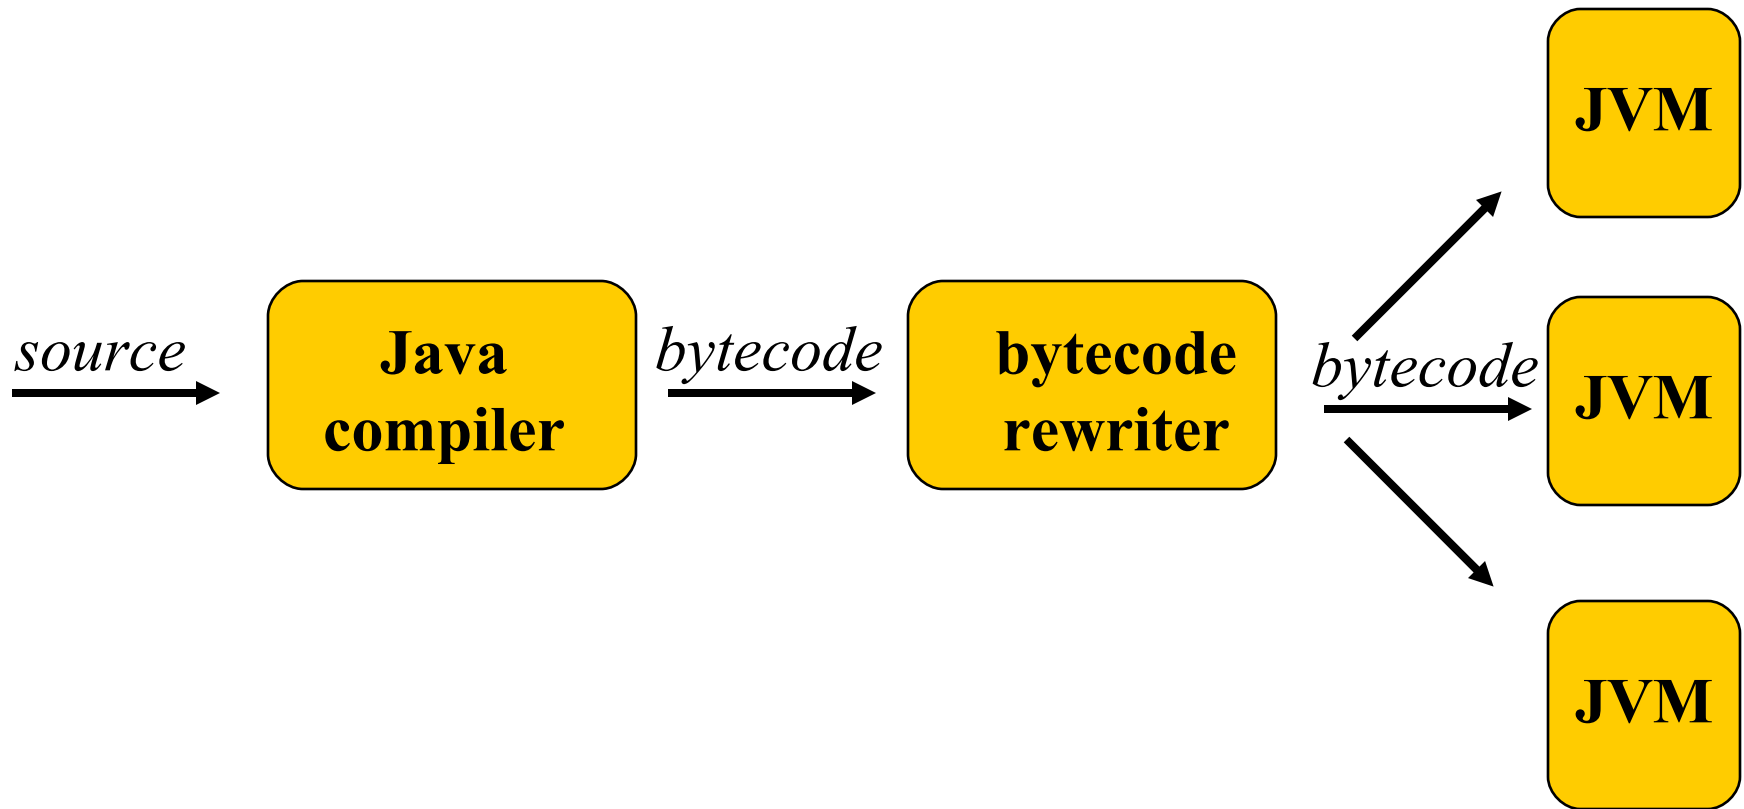 source
Java
compiler
bytecode
bytecode
rewriter
bytecode
JVM
JVM
JVM